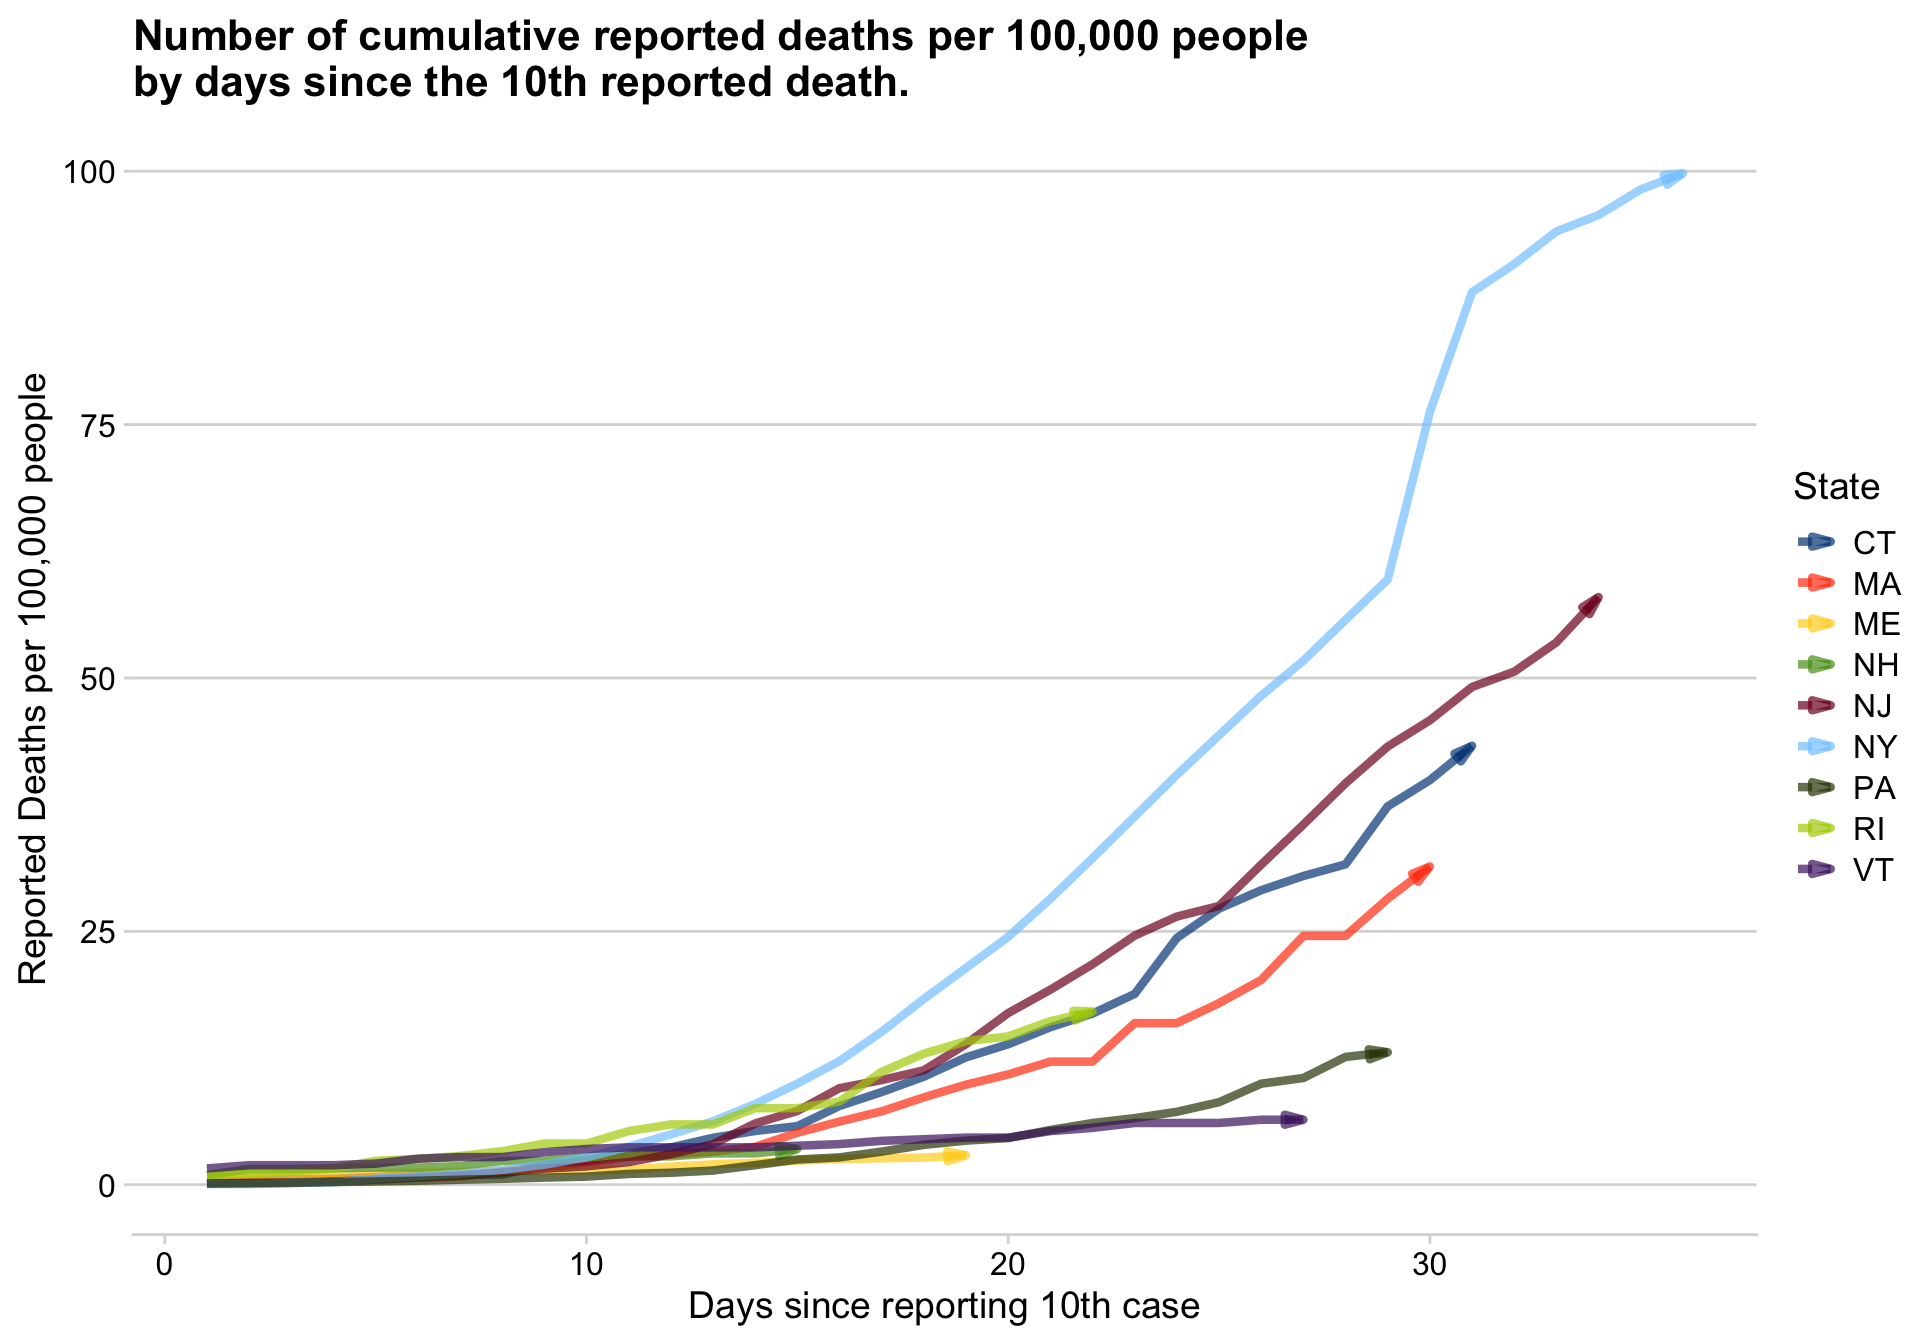 Number of cumulative reported deaths per 100,000 people
by days since the 10th reported death.
Reported Deaths per 100,000 people
100
75
50
25
0
0
10
20
30
Days since reporting 10th case
State
CT
MA
ME
NH
NJ
NY
PA
RI
VT